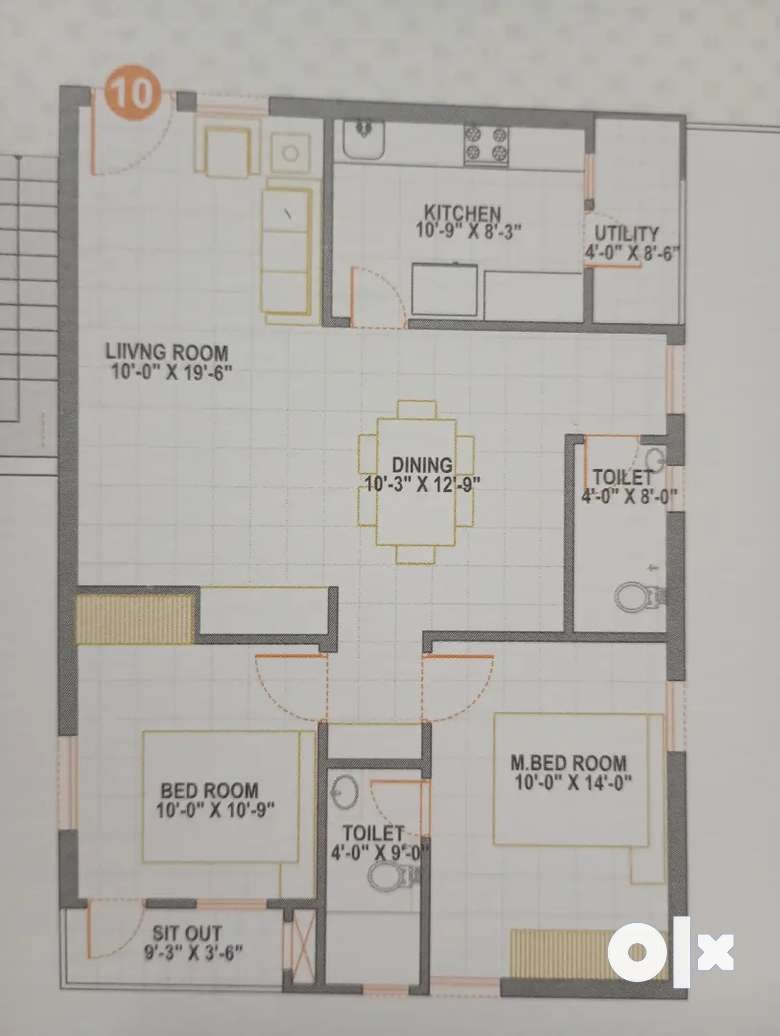 10
KITCHEN
10'-9" X 8'-3"
UTILITY
4'-0" X 8'-6"
LIIVNG ROOM
10'-0" X 19'-6"
DINING
10'-3" X 12'-9"
TOILET
4'-0" X 8'-0"
M.BED ROOM
10'-0" X 14'-0"
BED ROOM
10'-0" X 10'-9"
TOILET
4'-0" X 9'-0"
SIT OUT
9'-3" X 3'-6"
olx